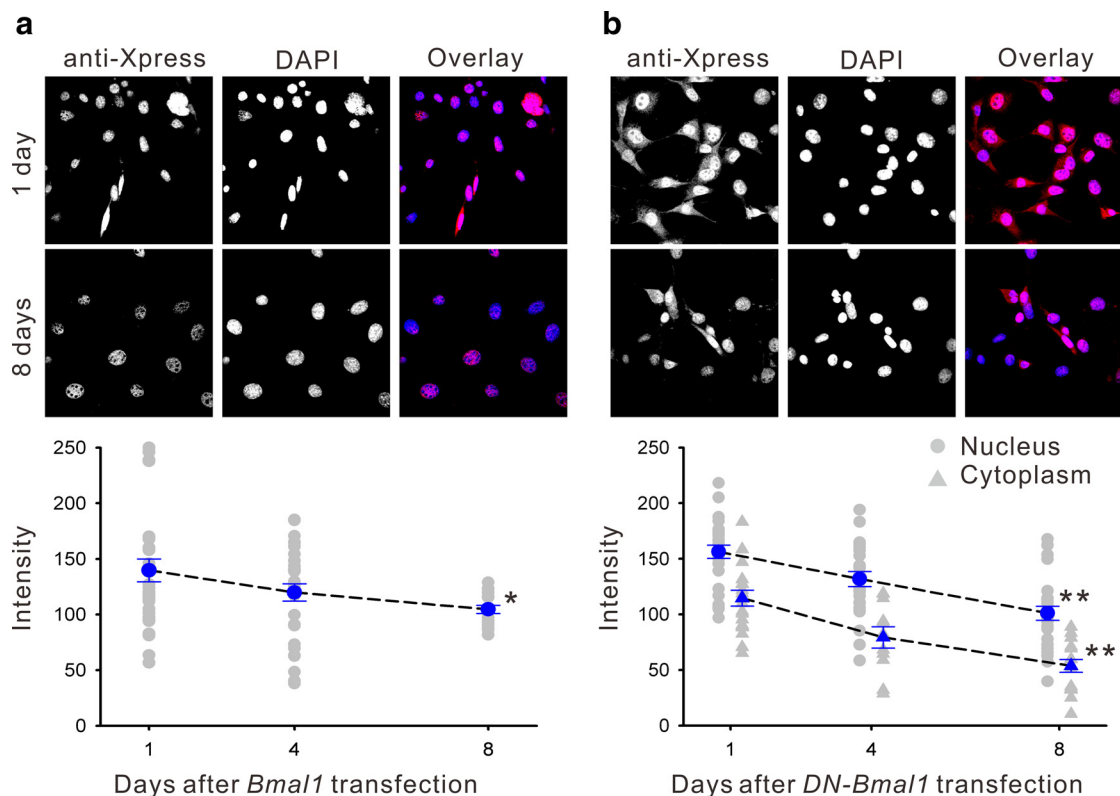 a
anti-Xpress DAPI Overlay
1 day
8 days
250
200
150
100
50
0
Intensity
*
1 4 8
Days after Bmal1 transfection
b
anti-Xpress DAPI Overlay
Nucleus
Cytoplasm
250
200
150
100
50
0
Intensity
**
**
1 4 8
Days after DN-Bmal1 transfection